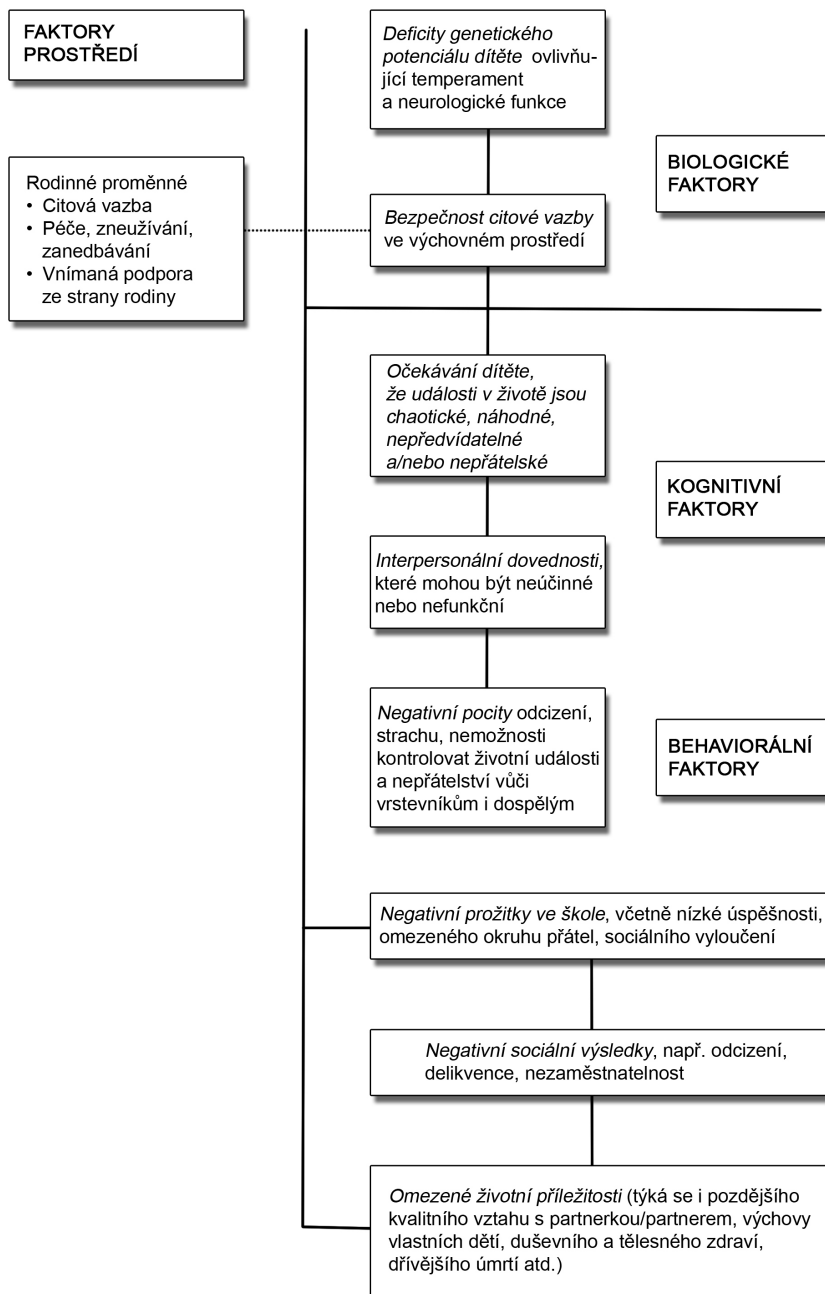 FAKTORY
PROSTŘEDÍ
Deficity genetického
potenciálu dítěte ovlivňu-
jící temperament
a neurologické funkce
BIOLOGICKÉ
FAKTORY
Rodinné proměnné
• Citová vazba
• Péče, zneužívání,
zanedbávání
• Vnímaná podpora
ze strany rodiny
Bezpečnost citové vazby
ve výchovném prostředí
Očekávání dítěte,
že události v životě jsou
chaotické, náhodné,
nepředvídatelné
a/nebo nepřátelské
KOGNITIVNÍ
FAKTORY
Interpersonální dovednosti,
které mohou být neúčinné
nebo nefunkční
Negativní pocity odcizení,
strachu, nemožnosti
kontrolovat životní události
a nepřátelství vůči
vrstevníkům i dospělým
BEHAVIORÁLNÍ
FAKTORY
Negativní prožitky ve škole, včetně nízké úspěšnosti,
omezeného okruhu přátel, sociálního vyloučení
Negativní sociální výsledky, např. odcizení,
delikvence, nezaměstnatelnost
Omezené životní příležitosti (týká se i pozdějšího
kvalitního vztahu s partnerkou/partnerem, výchovy
vlastních dětí, duševního a tělesného zdraví,
dřívějšího úmrtí atd.)